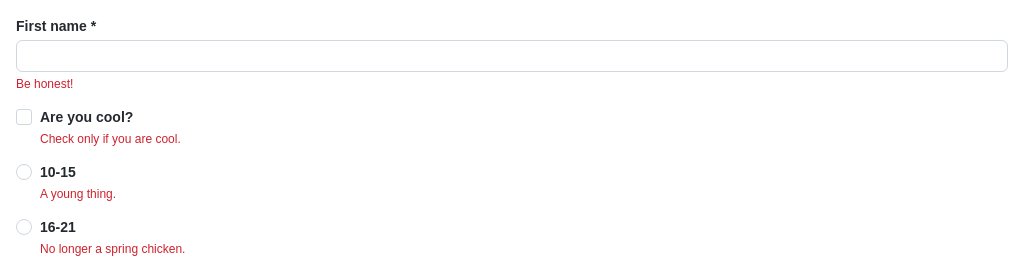 First name *
Be honest!
Are you cool?
Check only if you are cool.
10-15
A young thing.
16-21
No longer a spring chicken.